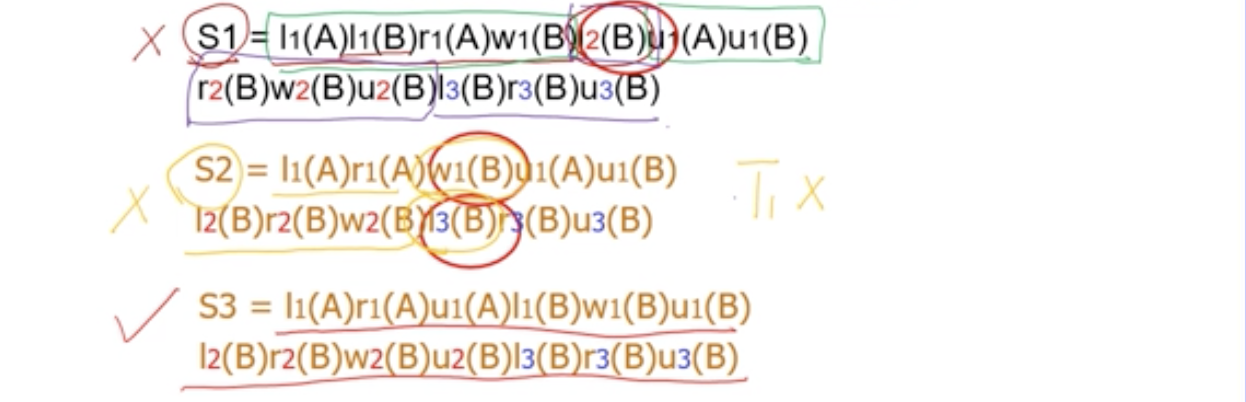 X S1 = l1(A)l1(B)r1(A)w1(B)l2(B)u1(A)u1(B)
r2(B)w2(B)u2(B)l3(B)r3(B)u3(B)
X S2 = l1(A)r1(A)w1(B)u1(A)u1(B) T1 X
l2(B)r2(B)w2(B)l3(B)r3(B)u3(B)
✓ S3 = l1(A)r1(A)u1(A)l1(B)w1(B)u1(B)
l2(B)r2(B)w2(B)u2(B)l3(B)r3(B)u3(B)